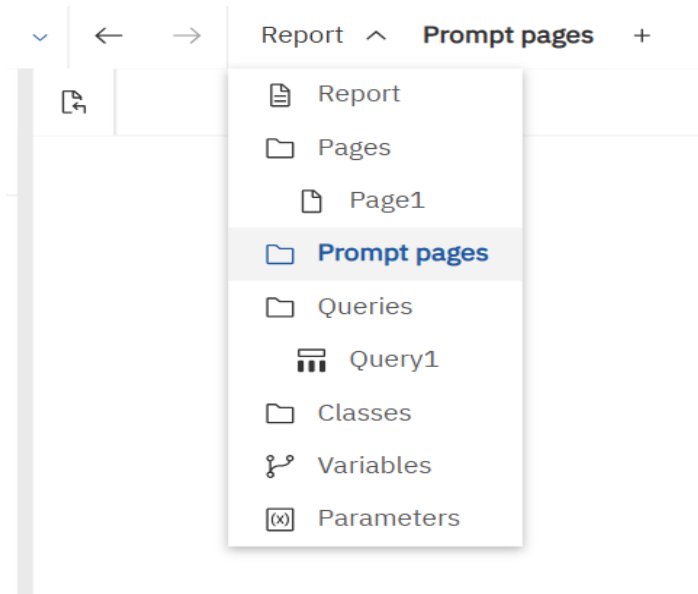 Report Prompt pages +
Report
Pages
Page1
Prompt pages
Queries
Query1
Classes
Variables
(x) Parameters